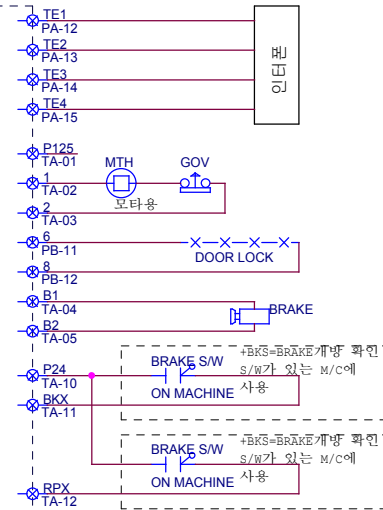 TE1
PA-12
TE2
PA-13
TE3
PA-14
TE4
PA-15
인터폰
P125
TA-01
1
TA-02
MTH
모타용
GOV
2
TA-03
6
PB-11
DOOR LOCK
8
PB-12
B1
TA-04
BRAKE
B2
TA-05
P24
TA-10
BRAKE S/W
ON MACHINE
+BKS=BRAKE개방 확인
S/W가 있는 M/C에
사용
BKX
TA-11
BRAKE S/W
ON MACHINE
+BKS=BRAKE개방 확인
S/W가 있는 M/C에
사용
RPX
TA-12